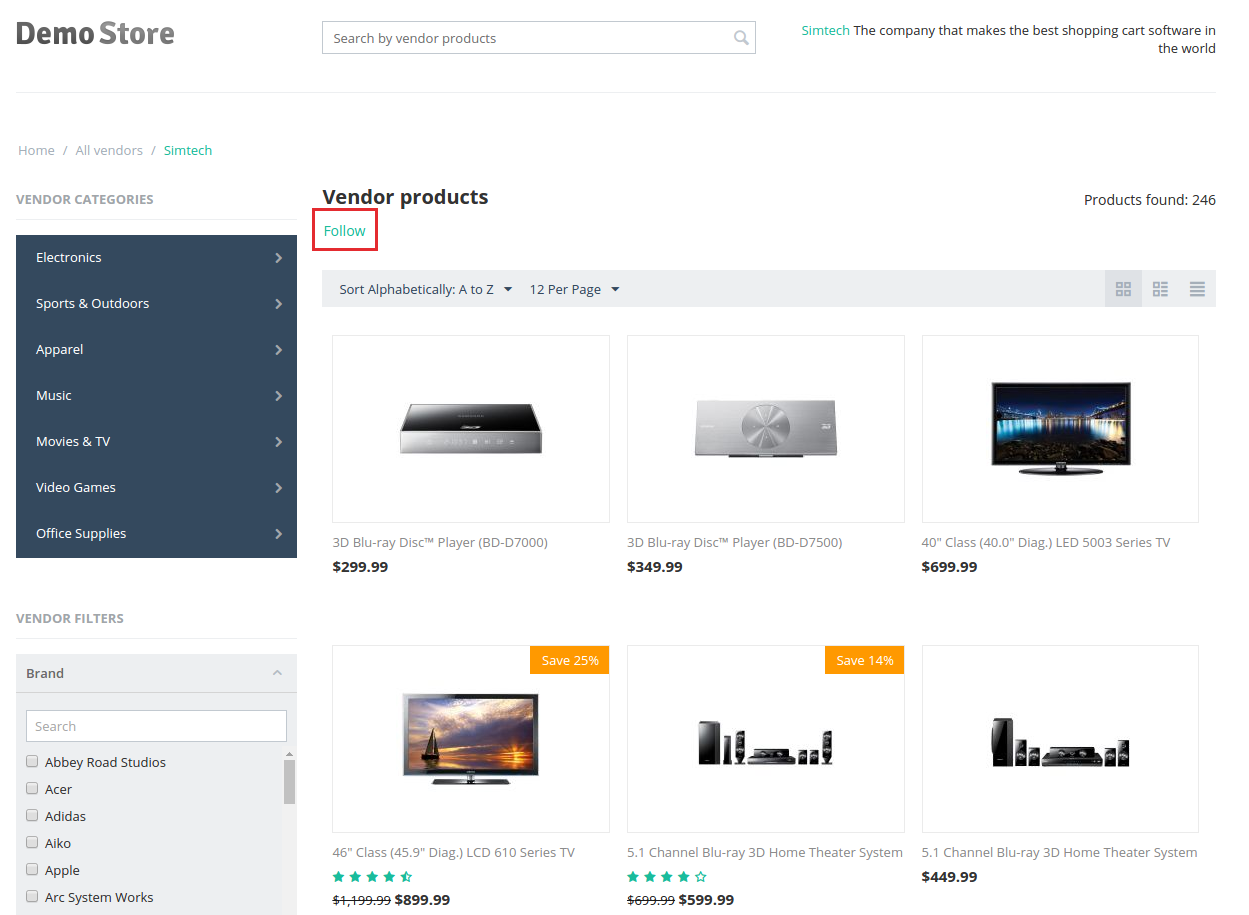 Demo Store
Search by vendor products
Simtech The company that makes the best shopping cart software in
the world
Home / All vendors / Simtech
VENDOR CATEGORIES
Electronics
Sports & Outdoors
Apparel
Music
Movies & TV
Video Games
Office Supplies
VENDOR FILTERS
Brand
Search
Abbey Road Studios
Acer
Adidas
Aiko
Apple
Arc System Works
Vendor products
Products found: 246
Follow
Sort Alphabetically: A to Z
12 Per Page
3D Blu-ray Disc™ Player (BD-D7000)
$299.99
3D Blu-ray Disc™ Player (BD-D7500)
$349.99
40" Class (40.0" Diag.) LED 5003 Series TV
$699.99
Save 25%
46" Class (45.9" Diag.) LCD 610 Series TV
$1,199.99 $899.99
Save 14%
5.1 Channel Blu-ray 3D Home Theater System
$699.99 $599.99
5.1 Channel Blu-ray 3D Home Theater System
$449.99